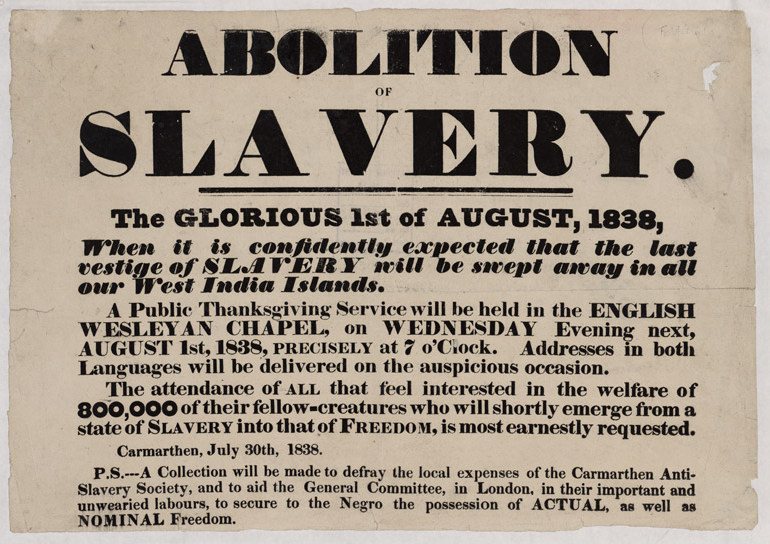 ABOLITION
OF
SLAVERY.
The GLORIOUS 1st of AUGUST, 1838,
When it is confidently expected that the last
vestige of SLAVERY will be swept away in all
our West India Islands.
A Public Thanksgiving Service will be held in the ENGLISH
WESLEYAN CHAPEL, on WEDNESDAY Evening next,
AUGUST 1st, 1838, PRECISELY at 7 o'Clock. Addresses in both
Languages will be delivered on the auspicious occasion.
The attendance of ALL that feel interested in the welfare of
800,000 of their fellow-creatures who will shortly emerge from a
state of SLAVERY into that of FREEDOM, is most earnestly requested.
Carmarthen, July 30th, 1838.
P.S.---A Collection will be made to defray the local expenses of the Carmarthen Anti-
Slavery Society, and to aid the General Committee, in London, in their important and
unwearied labours, to secure to the Negro the possession of ACTUAL, as well as
NOMINAL Freedom.